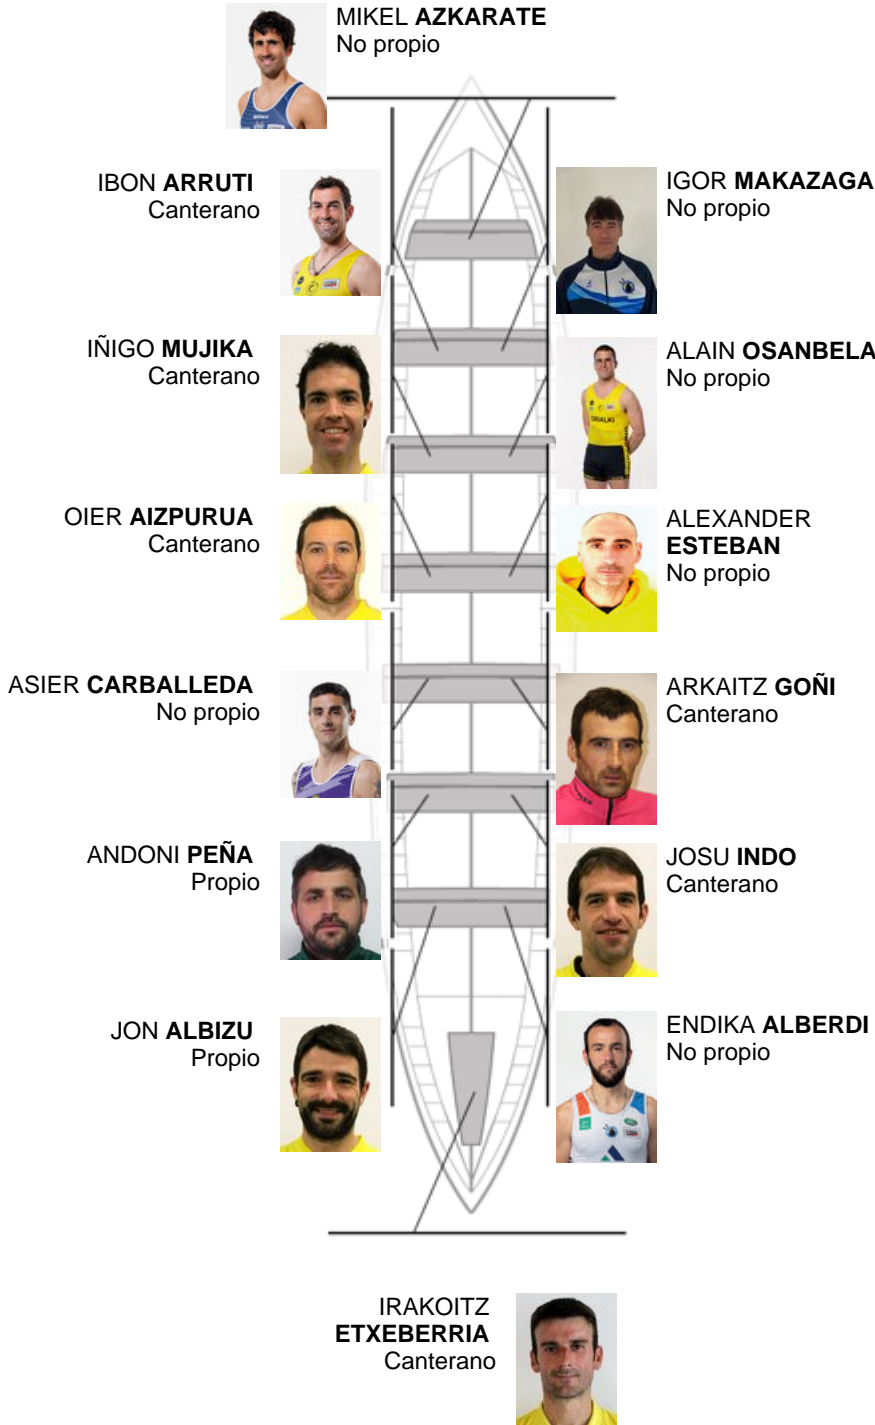 MIKEL AZKARATE
No propio
IBON ARRUTI
Canterano
IGOR MAKAZAGA
No propio
IÑIGO MUJIKA
Canterano
ALAIN OSANBELA
No propio
OIER AIZPURUA
Canterano
ALEXANDER
ESTEBAN
No propio
ASIER CARBALLEDA
No propio
ARKAITZ GOÑI
Canterano
ANDONI PEÑA
Propio
JOSU INDO
Canterano
JON ALBIZU
Propio
ENDIKA ALBERDI
No propio
IRAKOITZ
ETXEBERRIA
Canterano